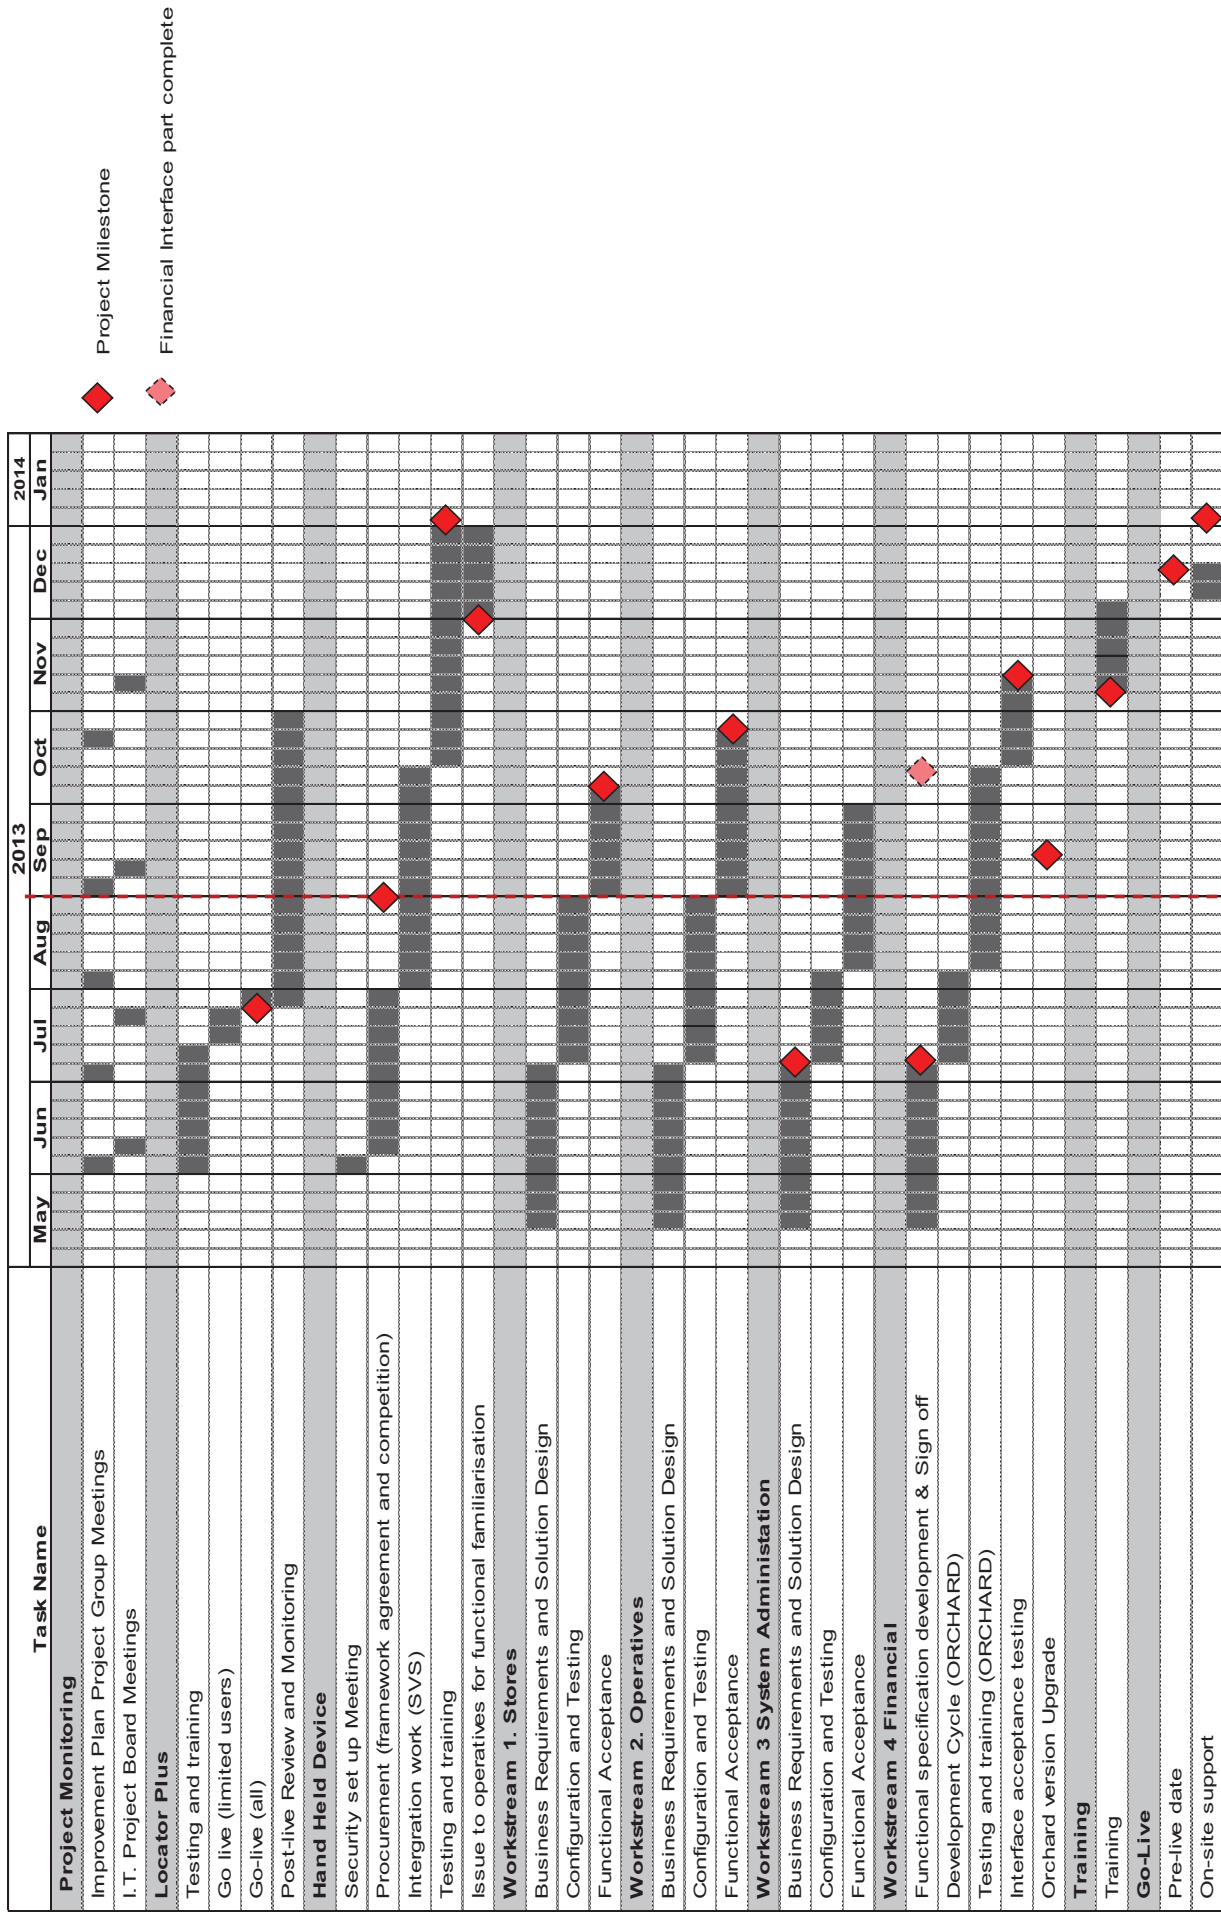 Task Name
2013
2014
May
Jun
Jul
Aug
Sep
Oct
Nov
Dec
Jan
Project Monitoring
Improvement Plan Project Group Meetings
I.T. Project Board Meetings
Locator Plus
Testing and training
Go live (limited users)
Go-live (all)
Post-live Review and Monitoring
Hand Held Device
Security set up Meeting
Procurement (framework agreement and competition)
Intergration work (SVS)
Testing and training
Issue to operatives for functional familiarisation
Workstream 1. Stores
Business Requirements and Solution Design
Configuration and Testing
Functional Acceptance
Workstream 2. Operatives
Business Requirements and Solution Design
Configuration and Testing
Functional Acceptance
Workstream 3 System Administation
Business Requirements and Solution Design
Configuration and Testing
Functional Acceptance
Workstream 4 Financial
Functional specification development & Sign off
Development Cycle (ORCHARD)
Testing and training (ORCHARD)
Interface acceptance testing
Orchard version Upgrade
Training
Training
Go-Live
Pre-live date
On-site support
Project Milestone
Financial Interface part complete